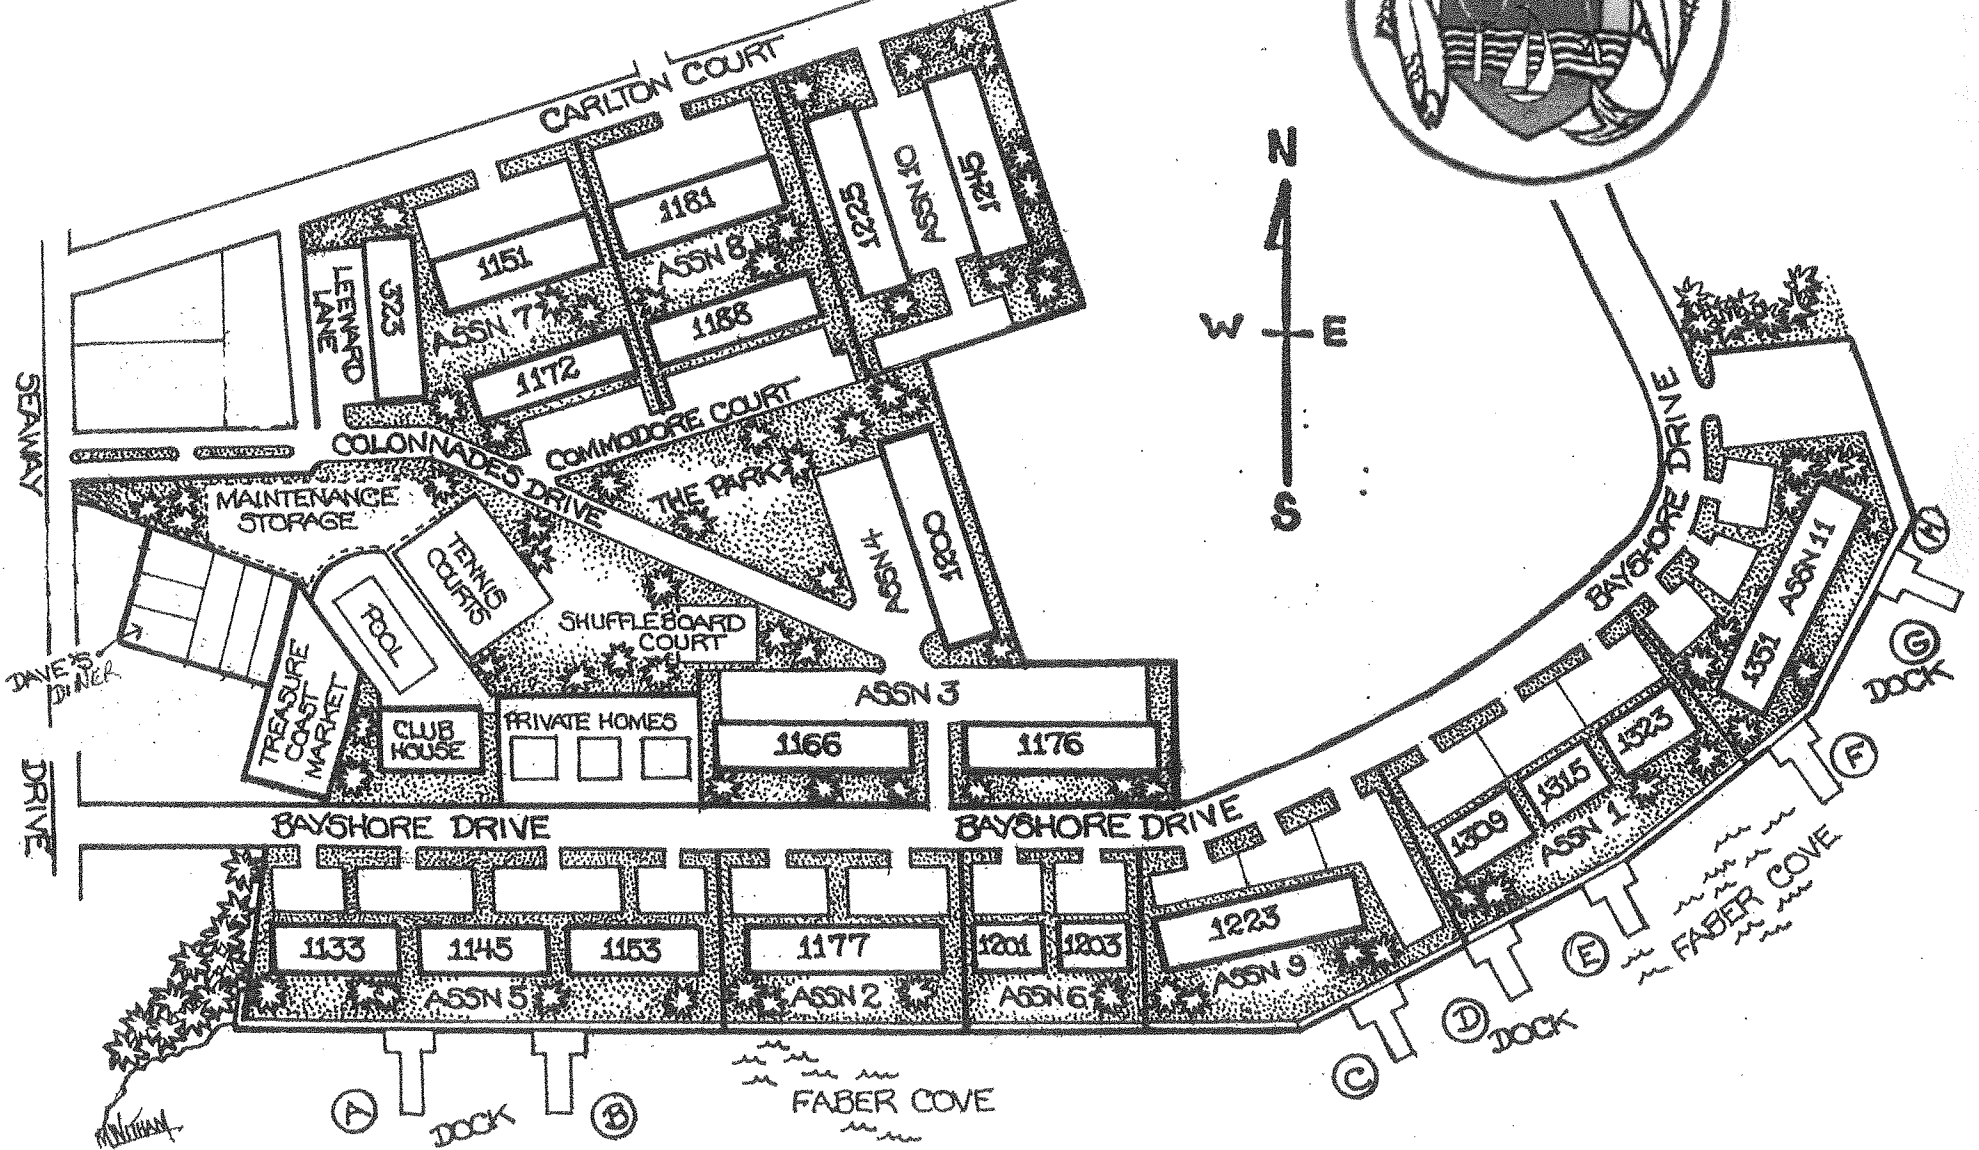 CARLTON COURT
N
W E
S
1225
ASSN 10
1245
1161
ASSN 8
1188
1151
ASSN 7
1172
323
LEEWARD
LANE
SEAWAY
DRIVE
COLONNADES DRIVE
COMMODORE COURT
THE PARK
ASSN 4
1200
MAINTENANCE
STORAGE
TENNIS
COURTS
POOL
SHUFFLEBOARD
COURT
DAVE'S
DINER
TREASURE
COAST
MARKET
CLUB
HOUSE
PRIVATE HOMES
ASSN 3
1166
1176
BAYSHORE DRIVE
BAYSHORE DRIVE
BAYSHORE DRIVE
1351 ASSN 11
1323
1315
1309
ASSN 1
1223
ASSN 9
1133
1145
1153
ASSN 5
1177
ASSN 2
1201
1203
ASSN 6
H
G
DOCK
F
E
D
DOCK
C
FABER COVE
A
DOCK
B
FABER COVE